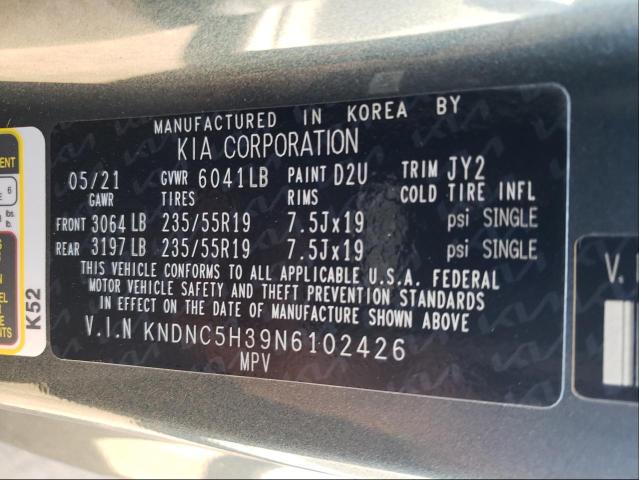 MANUFACTURED IN KOREA BY
KIA CORPORATION
05/21 GVWR 6041LB PAINT D2U TRIM JY2
GAWR TIRES RIMS COLD TIRE INFL
FRONT 3064 LB 235/55R19 7.5Jx19 psi SINGLE
REAR 3197 LB 235/55R19 7.5Jx19 psi SINGLE
THIS VEHICLE CONFORMS TO ALL APPLICABLE U.S.A. FEDERAL
MOTOR VEHICLE SAFETY AND THEFT PREVENTION STANDARDS
IN EFFECT ON THE DATE OF MANUFACTURE SHOWN ABOVE
V.I.N KNDNC5H39N6102426
MPV
K52
6
lbs.
lb.
V.